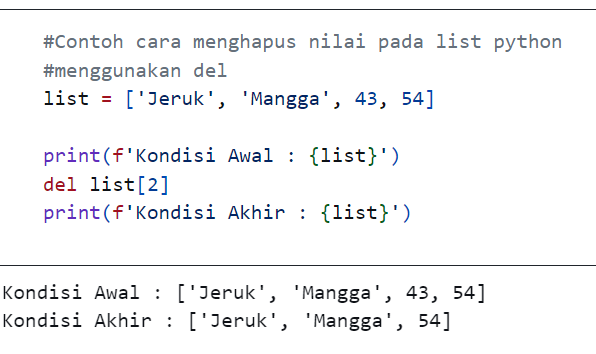 #Contoh cara menghapus nilai pada list python
#menggunakan del
list = ['Jeruk', 'Mangga', 43, 54]
print(f'Kondisi Awal : {list}')
del list[2]
print(f'Kondisi Akhir : {list}')
Kondisi Awal : ['Jeruk', 'Mangga', 43, 54]
Kondisi Akhir : ['Jeruk', 'Mangga', 54]